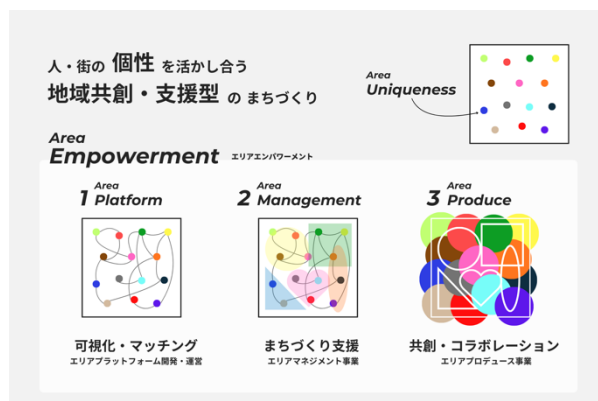 人・街の 個性 を活かし合う
地域共創・支援型 の まちづくり
Area
Uniqueness
Area
Empowerment エリアエンパワーメント
1 Area Platform
可視化・マッチング
エリアプラットフォーム開発・運営
2 Area Management
まちづくり支援
エリアマネジメント事業
3 Area Produce
共創・コラボレーション
エリアプロデュース事業